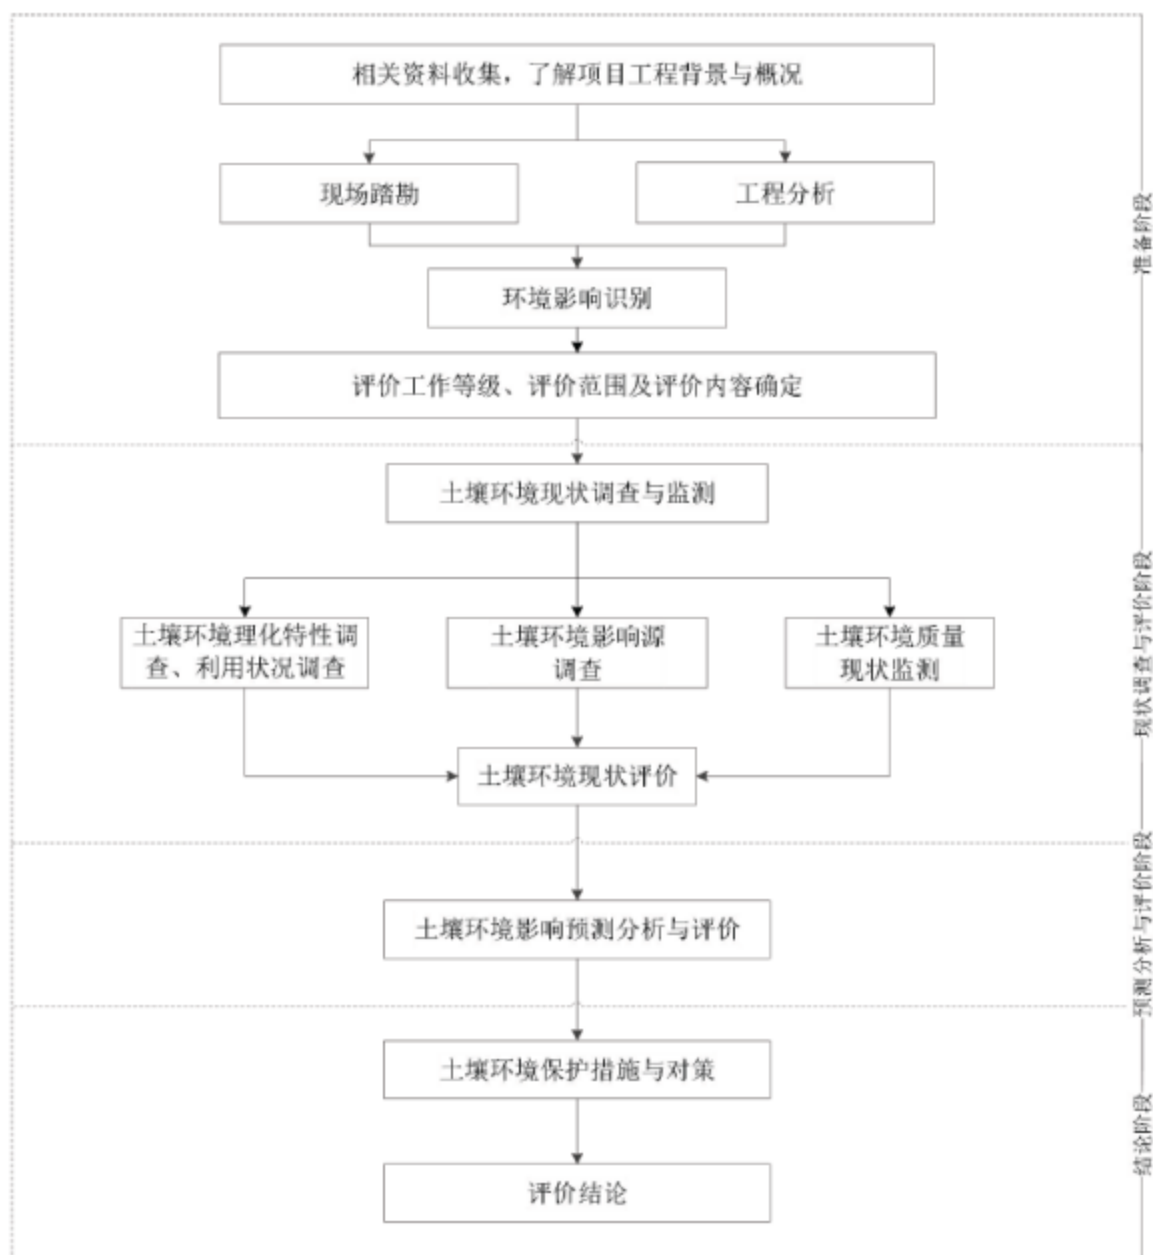 相关资料收集，了解项目工程背景与概况
现场踏勘
工程分析
环境影响识别
评价工作等级、评价范围及评价内容确定
准备阶段
土壤环境现状调查与监测
土壤环境理化特性调
查、利用状况调查
土壤环境影响源
调查
土壤环境质量
现状监测
土壤环境现状评价
现状调查与评价阶段
土壤环境影响预测分析与评价
预测分析与评价阶段
土壤环境保护措施与对策
评价结论
结论阶段